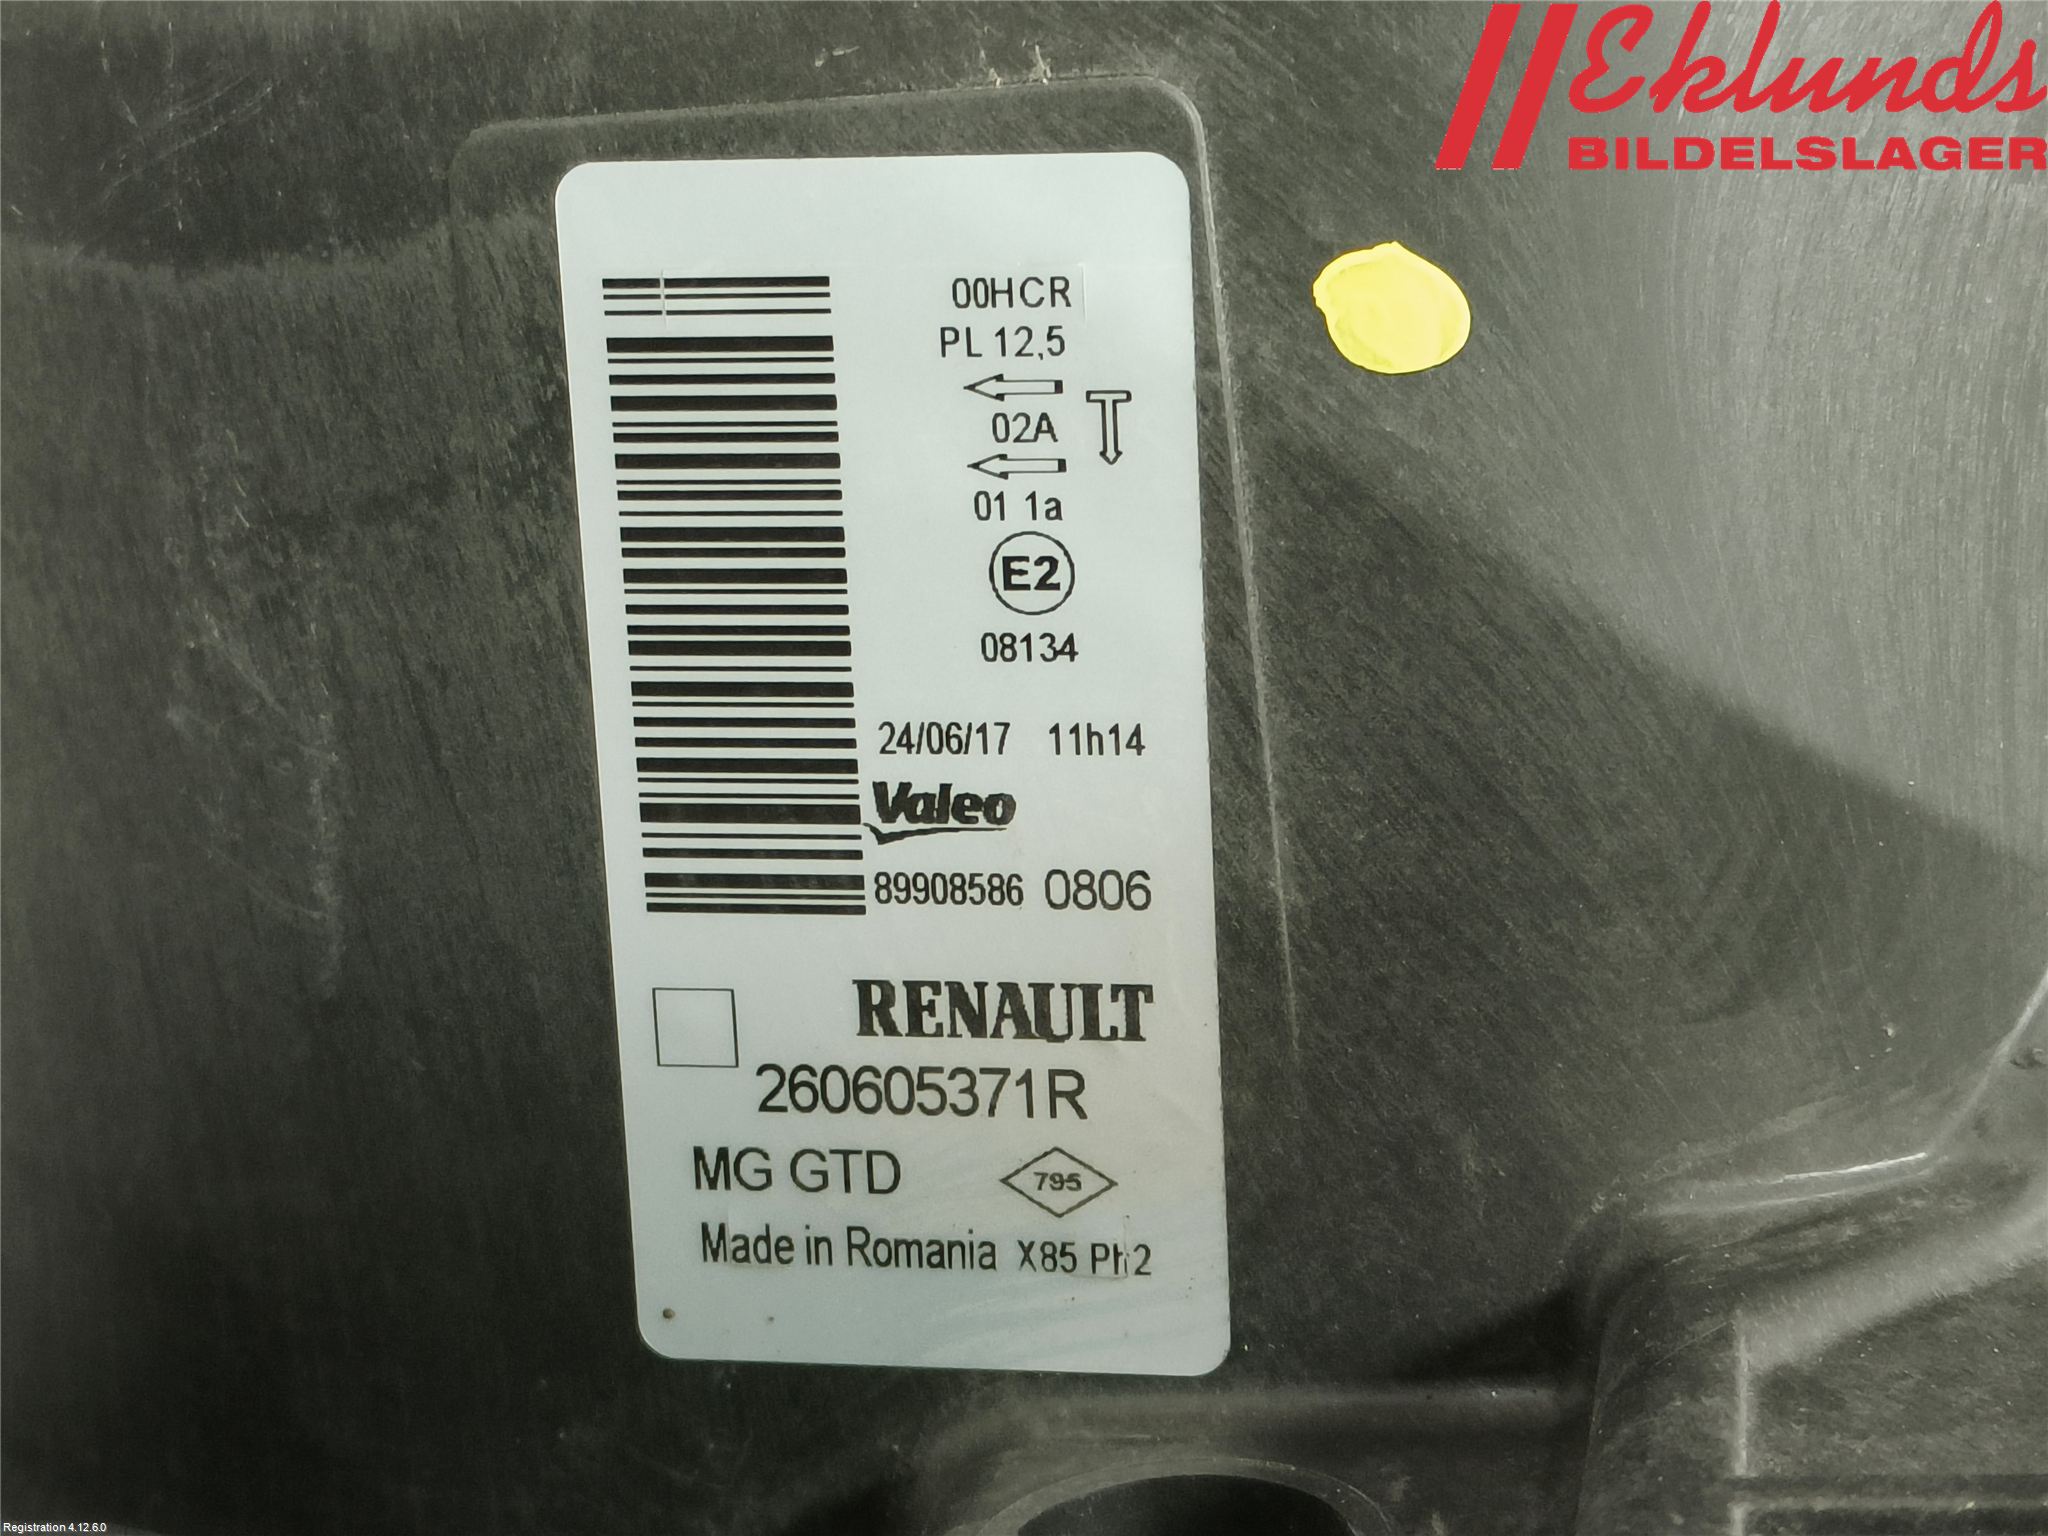 Eklunds
BILDELSLAGER
00HCR
PL 12,5
02A
01 1a
E2
08134
24/06/17 11h14
Valeo
89908586 0806
RENAULT
260605371R
MG GTD
795
Made in Romania X85 Ph2
Registration 4.12.6.0